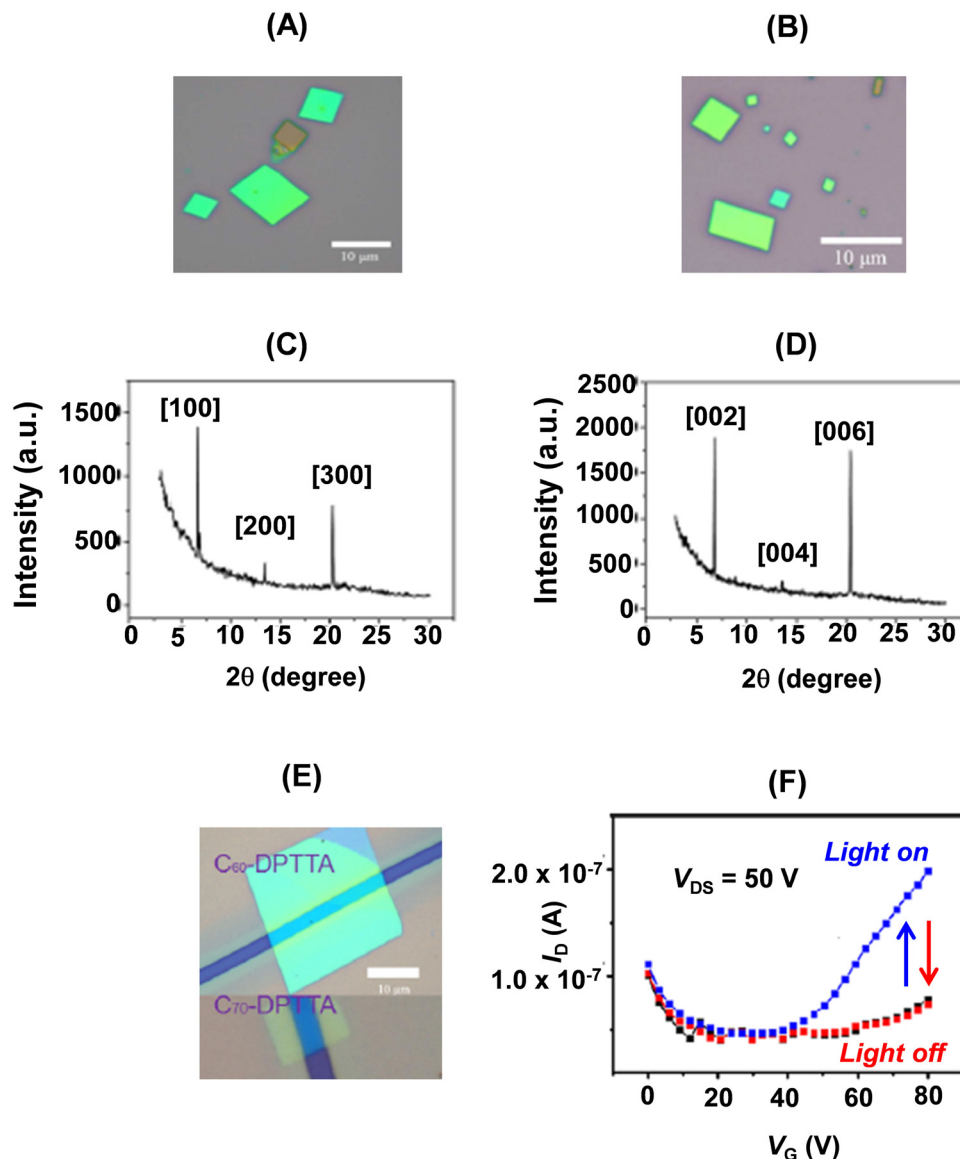 (A)
(B)
10 μm
10 μm
(C)
(D)
Intensity (a.u.)
1500
1000
500
0
[100]
[200]
[300]
0 5 10 15 20 25 30
2θ (degree)
Intensity (a.u.)
2500
2000
1500
1000
500
0
[002]
[004]
[006]
0 5 10 15 20 25 30
2θ (degree)
(E)
(F)
C60-DPTTA
10 μm
C70-DPTTA
I_D (A)
2.0 x 10⁻⁷
1.0 x 10⁻⁷
V_DS = 50 V
Light on
Light off
0 20 40 60 80
V_G (V)